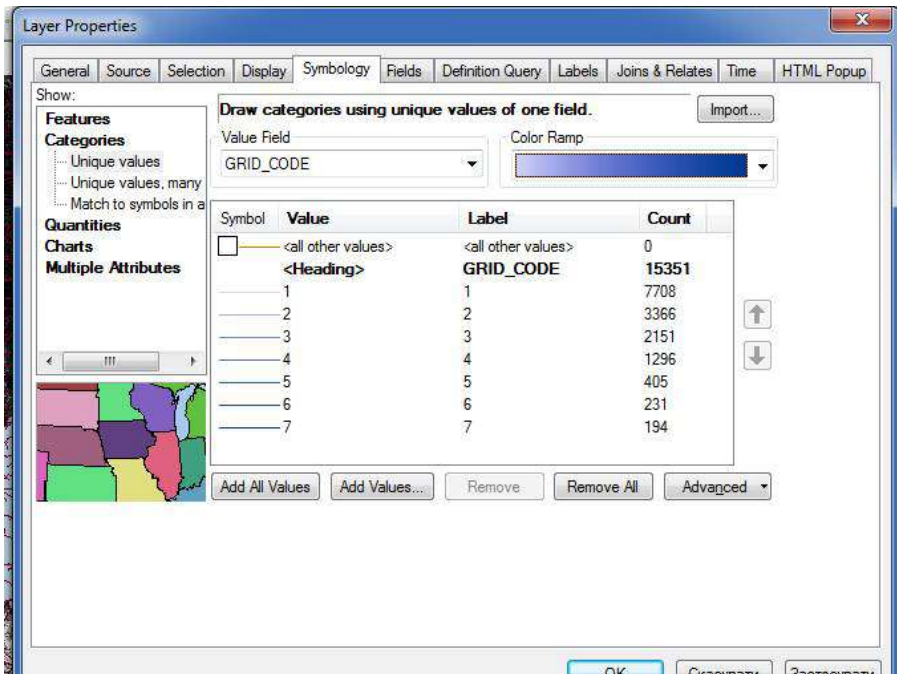 Layer Properties
General Source Selection Display Symbology Fields Definition Query Labels Joins & Relates Time HTML Popup
Show:
Features
Categories
Unique values
Unique values, many
Match to symbols in a
Quantities
Charts
Multiple Attributes
Draw categories using unique values of one field.
Import...
Value Field
GRID_CODE
Color Ramp
Symbol Value Label Count
<all other values> <all other values> 0
<Heading> GRID_CODE 15351
1 1 7708
2 2 3366
3 3 2151
4 4 1296
5 5 405
6 6 231
7 7 194
Add All Values Add Values... Remove Remove All Advanced
OK Скасувати Застосувати